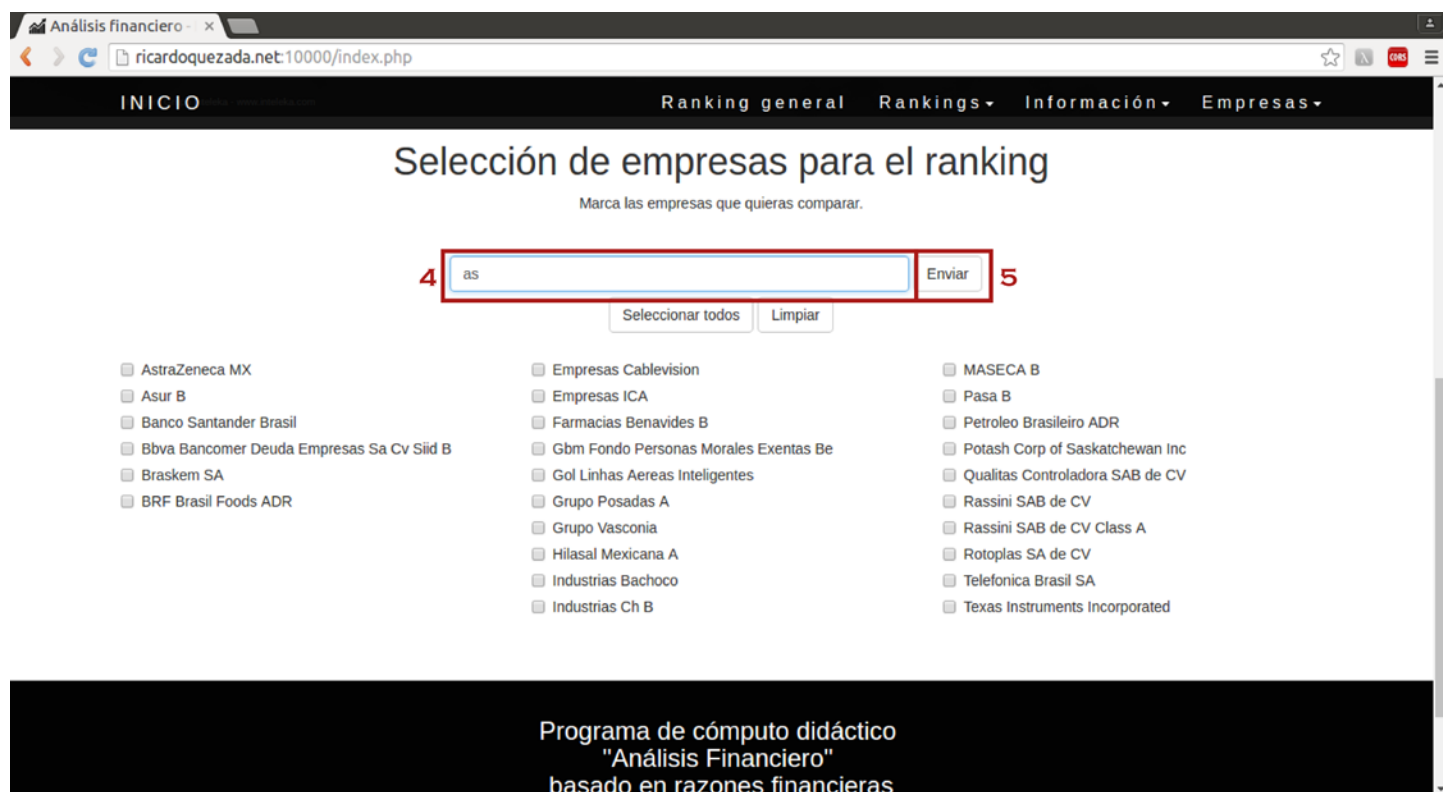 Análisis financiero -
ricardoquezada.net:10000/index.php
CORS
INICIO
Ranking general Rankings Información Empresas
Selección de empresas para el ranking
Marca las empresas que quieras comparar.
4 as Enviar 5
Seleccionar todos Limpiar
AstraZeneca MX
Asur B
Banco Santander Brasil
Bbva Bancomer Deuda Empresas Sa Cv Siid B
Braskem SA
BRF Brasil Foods ADR
Empresas Cablevision
Empresas ICA
Farmacias Benavides B
Gbm Fondo Personas Morales Exentas Be
Gol Linhas Aereas Inteligentes
Grupo Posadas A
Grupo Vasconia
Hilasal Mexicana A
Industrias Bachoco
Industrias Ch B
MASECA B
Pasa B
Petroleo Brasileiro ADR
Potash Corp of Saskatchewan Inc
Qualitas Controladora SAB de CV
Rassini SAB de CV
Rassini SAB de CV Class A
Rotoplas SA de CV
Telefonica Brasil SA
Texas Instruments Incorporated
Programa de cómputo didáctico
"Análisis Financiero"
basado en razones financieras